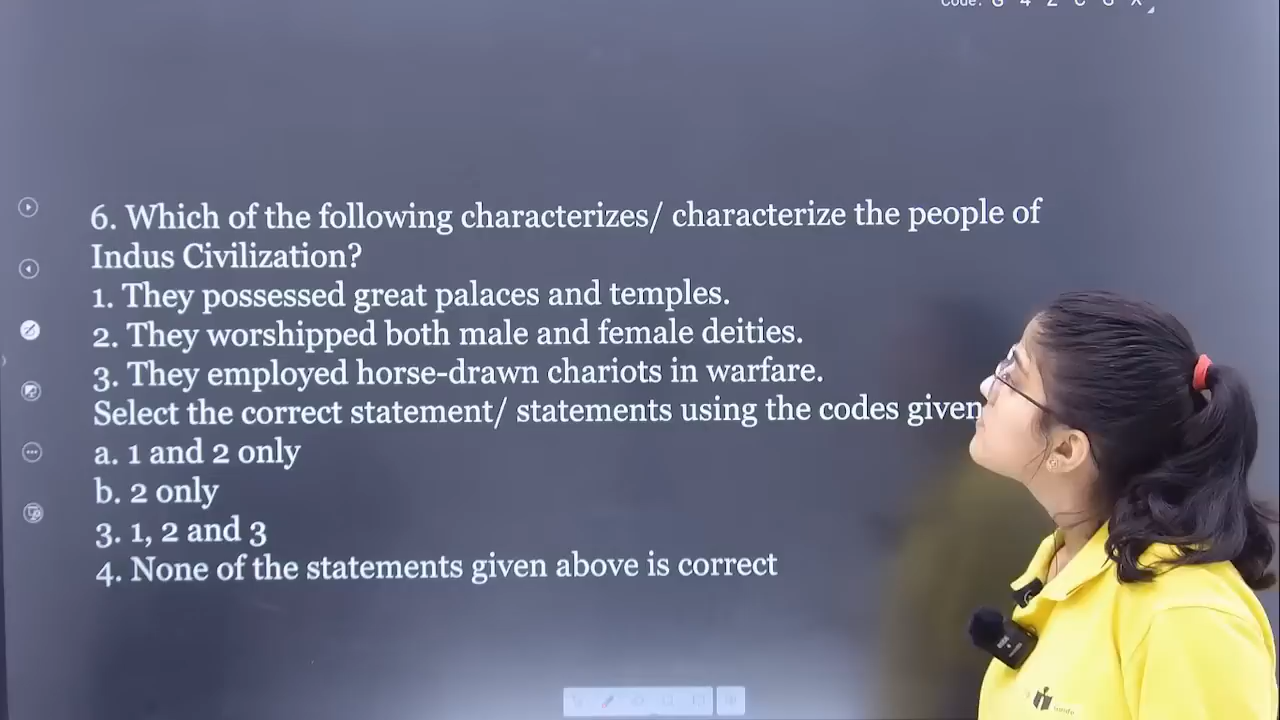 Code: G 4 Z C G X
6. Which of the following characterizes/ characterize the people of
Indus Civilization?
1. They possessed great palaces and temples.
2. They worshipped both male and female deities.
3. They employed horse-drawn chariots in warfare.
Select the correct statement/ statements using the codes given
a. 1 and 2 only
b. 2 only
3. 1, 2 and 3
4. None of the statements given above is correct